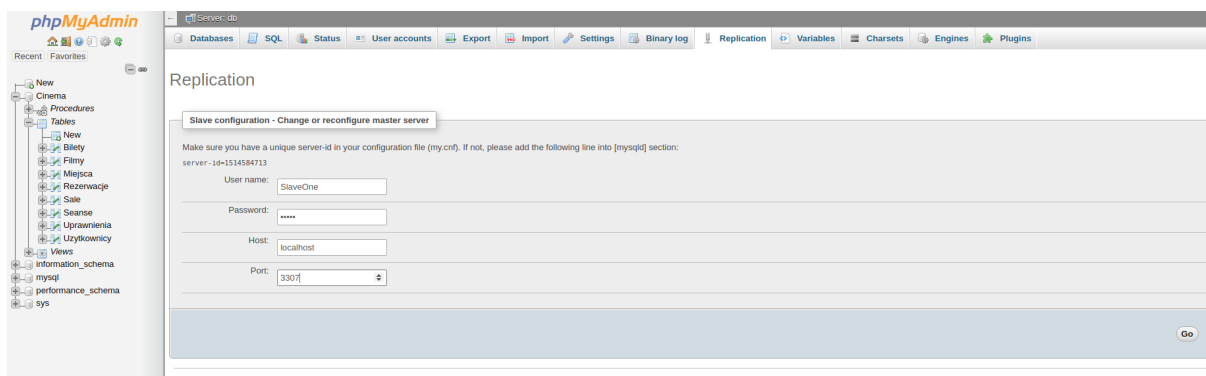 phpMyAdmin
Recent Favorites
New
Cinema
Procedures
Tables
New
Bilety
Filmy
Miejsca
Rezerwacje
Sale
Seanse
Uprawnienia
Uzytkownicy
Views
information_schema
mysql
performance_schema
sys
Server: db
Databases SQL Status User accounts Export Import Settings Binary log Replication Variables Charsets Engines Plugins
Replication
Slave configuration - Change or reconfigure master server
Make sure you have a unique server-id in your configuration file (my.cnf). If not, please add the following line into [mysqld] section:
server-id=1514584713
User name: SlaveOne
Password: •••••
Host: localhost
Port: 3307
Go